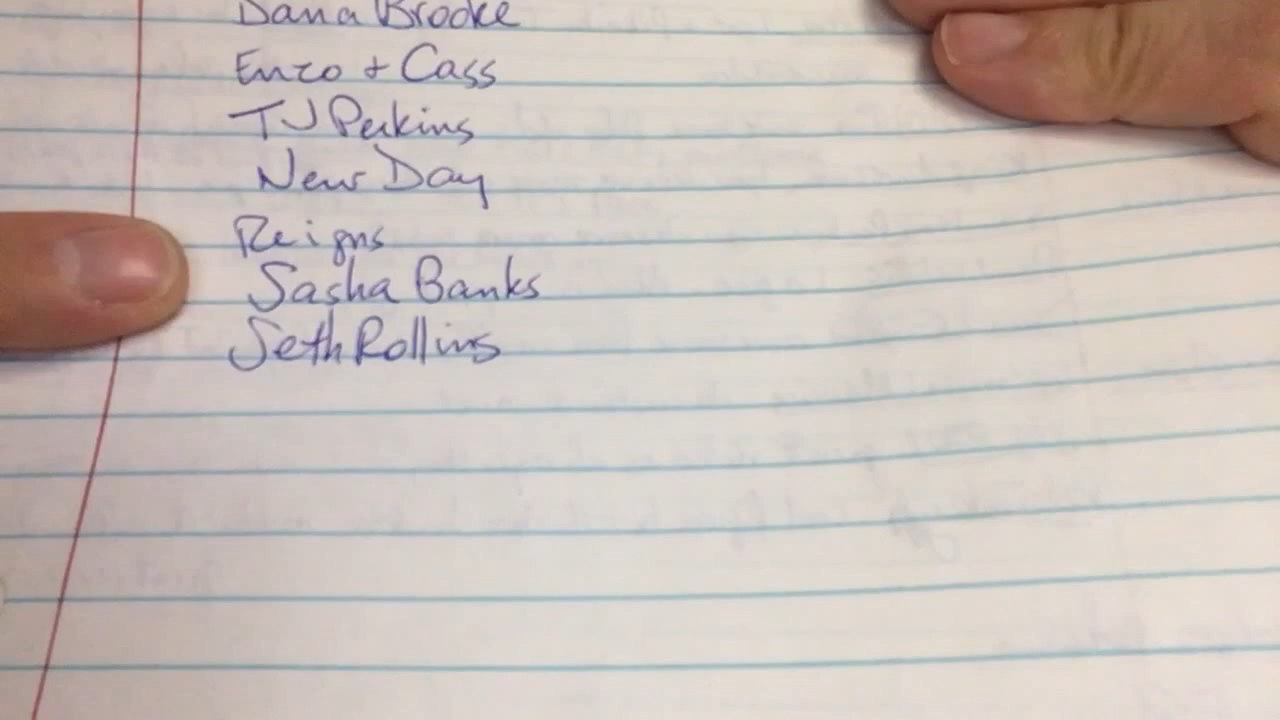 Dana Brooke
Enzo + Cass
TJ Perkins
New Day
Reigns
Sasha Banks
Seth Rollins